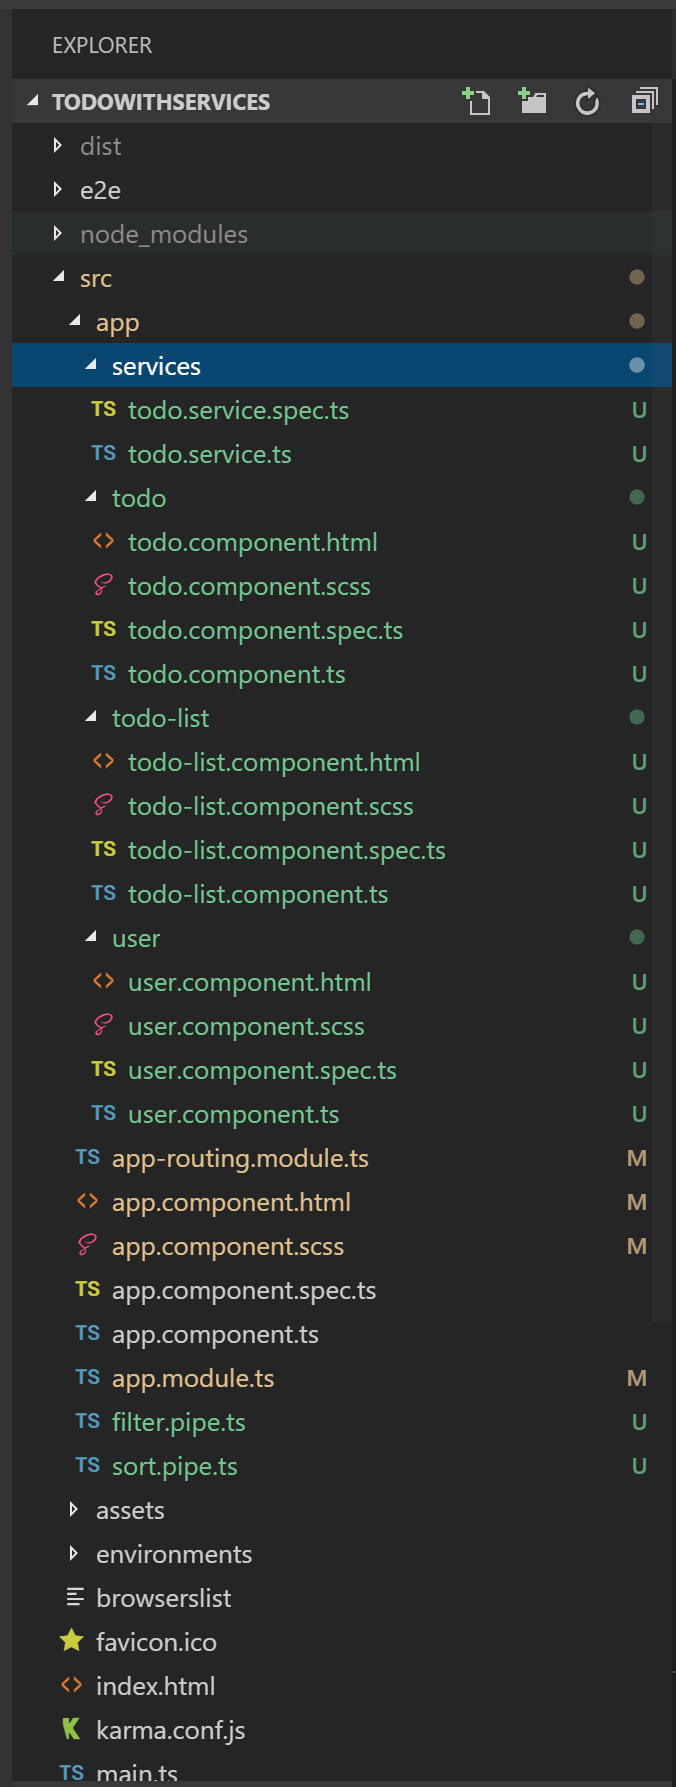 EXPLORER
TODOWITHSERVICES
dist
e2e
node_modules
src
app
services
TS todo.service.spec.ts U
TS todo.service.ts U
todo
<> todo.component.html U
todo.component.scss U
TS todo.component.spec.ts U
TS todo.component.ts U
todo-list
<> todo-list.component.html U
todo-list.component.scss U
TS todo-list.component.spec.ts U
TS todo-list.component.ts U
user
<> user.component.html U
user.component.scss U
TS user.component.spec.ts U
TS user.component.ts U
TS app-routing.module.ts M
<> app.component.html M
app.component.scss M
TS app.component.spec.ts
TS app.component.ts
TS app.module.ts M
TS filter.pipe.ts U
TS sort.pipe.ts U
assets
environments
browserslist
favicon.ico
<> index.html
K karma.conf.js
TS main.ts